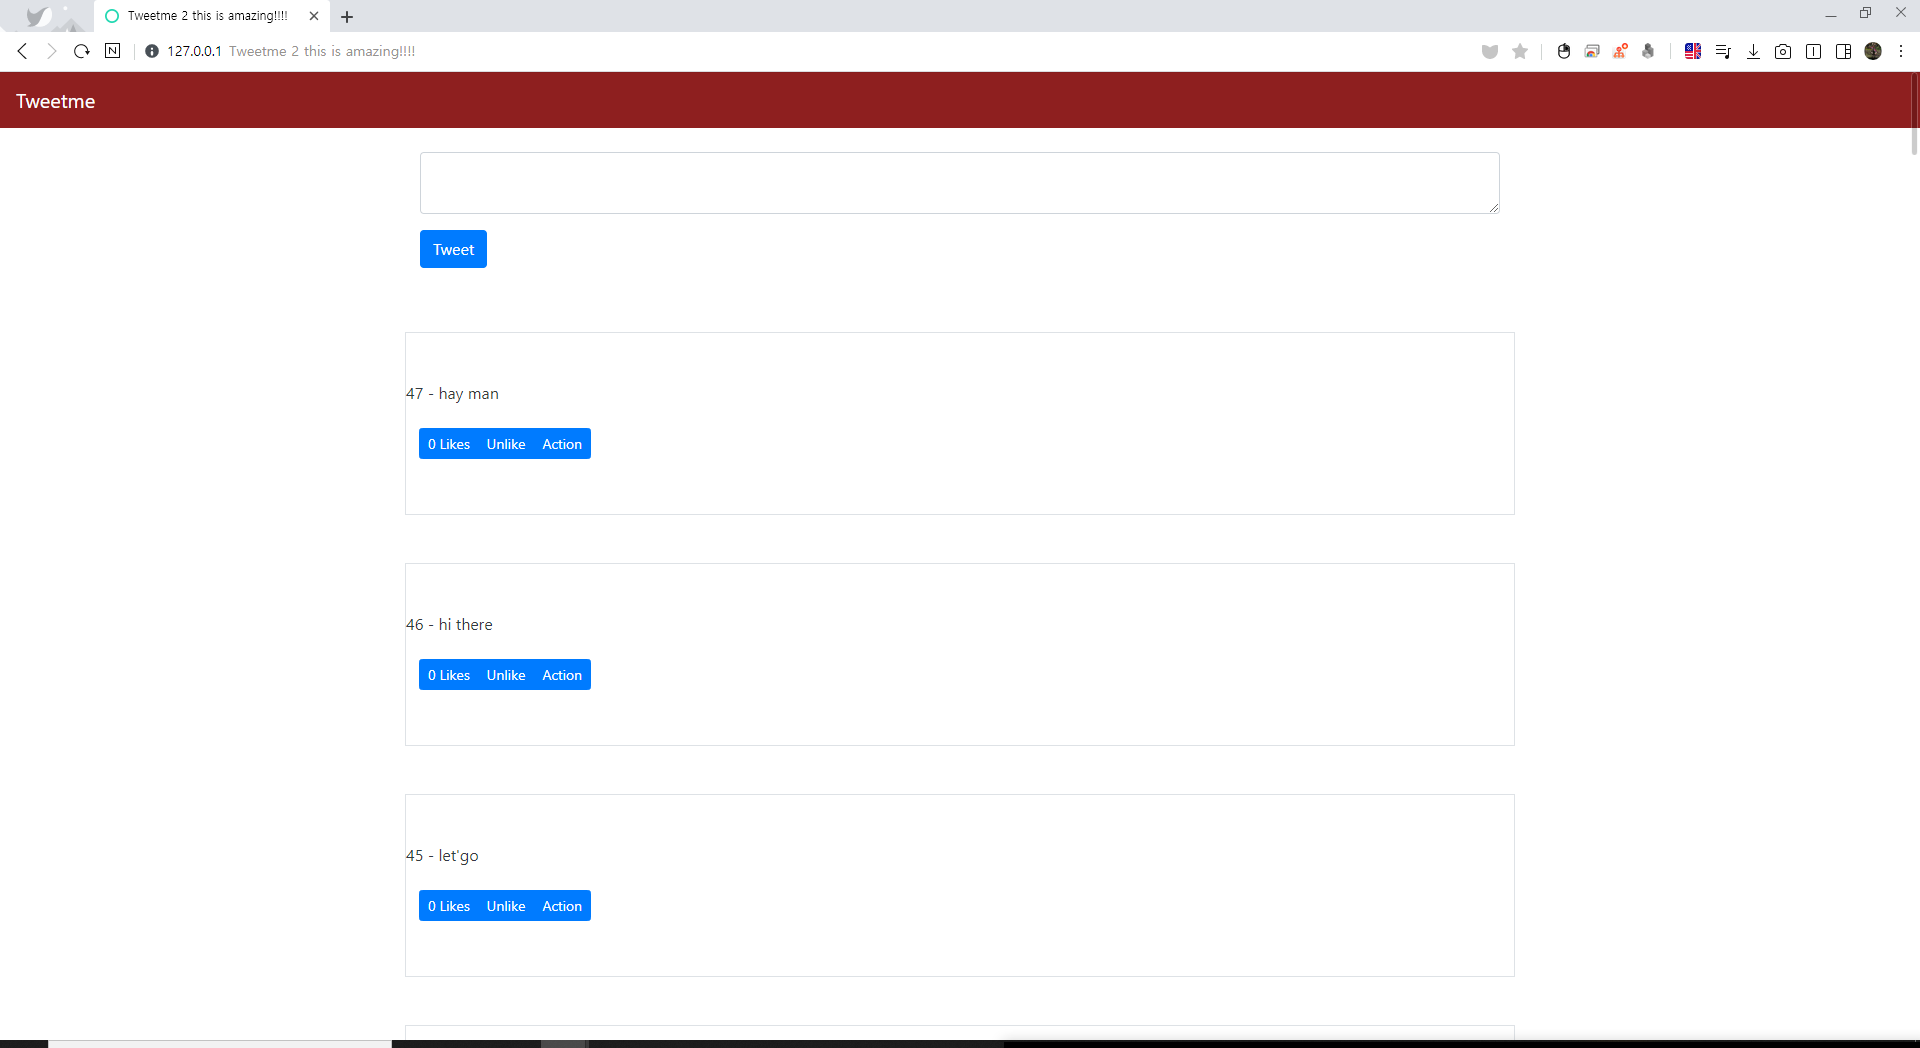 Tweetme 2 this is amazing!!!!
N 127.0.0.1 Tweetme 2 this is amazing!!!!
Tweetme
Tweet
47 - hay man
0 Likes Unlike Action
46 - hi there
0 Likes Unlike Action
45 - let'go
0 Likes Unlike Action